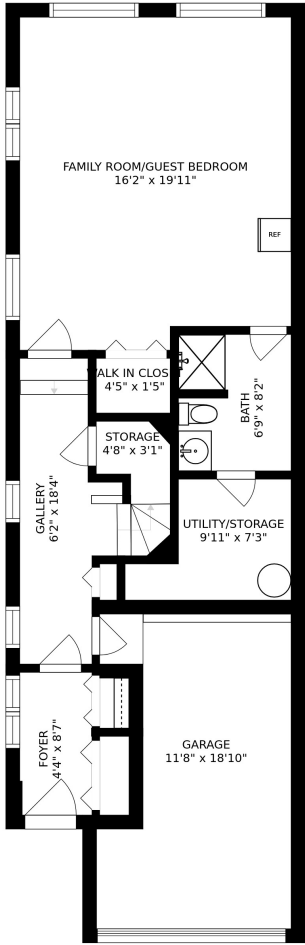 FAMILY ROOM/GUEST BEDROOM
16'2" x 19'11"
REF
WALK IN CLOSET
4'5" x 1'5"
BATH
6'9" x 8'2"
STORAGE
4'8" x 3'1"
GALLERY
6'2" x 18'4"
UTILITY/STORAGE
9'11" x 7'3"
FOYER
4'4" x 8'7"
GARAGE
11'8" x 18'10"